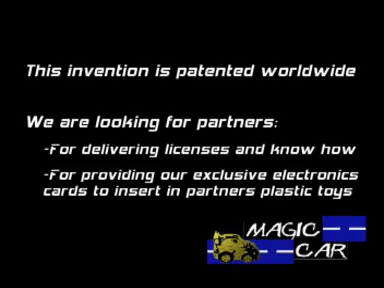 This invention is patented worldwide
We are looking for partners:
-For delivering licenses and know how
-For providing our exclusive electronics
cards to insert in partners plastic toys
MAGIC
CAR